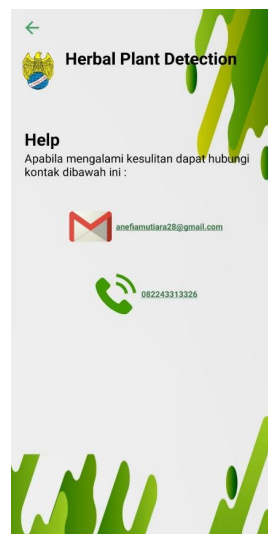 Herbal Plant Detection
Help
Apabila mengalami kesulitan dapat hubungi
kontak dibawah ini :
anefiamutiara28@gmail.com
082243313326